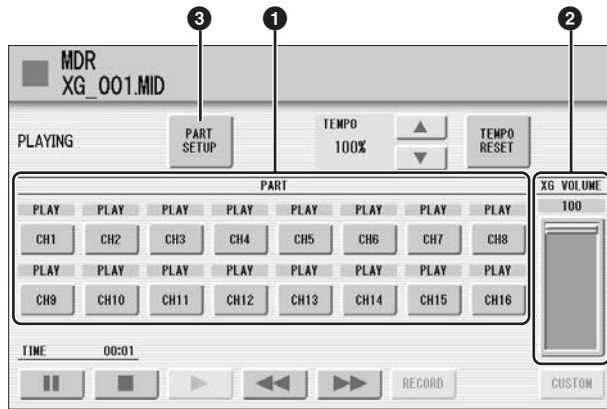 3 1 2
MDR
XG_001.MID
PLAYING
PART SETUP
TEMPO
100%
TEMPO RESET
PART
PLAY PLAY PLAY PLAY PLAY PLAY PLAY PLAY
CH1 CH2 CH3 CH4 CH5 CH6 CH7 CH8
PLAY PLAY PLAY PLAY PLAY PLAY PLAY PLAY
CH9 CH10 CH11 CH12 CH13 CH14 CH15 CH16
XG VOLUME
100
TIME 00:01
RECORD
CUSTOM